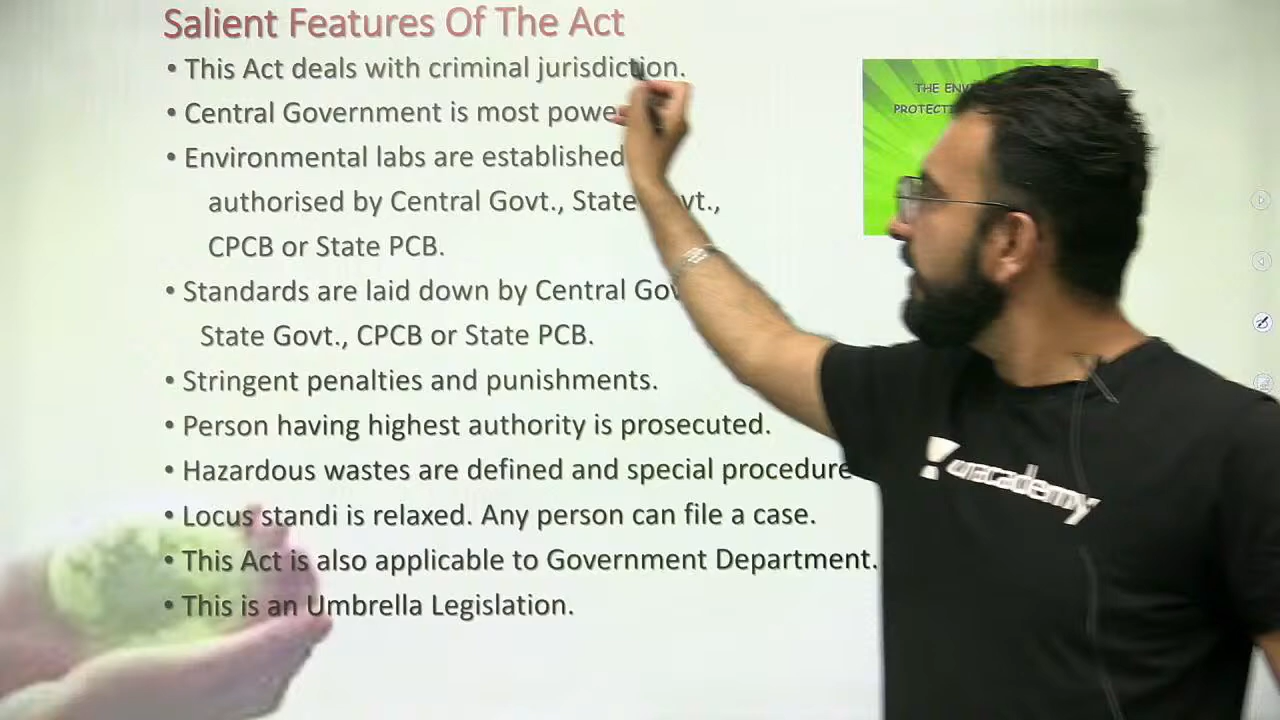 Salient Features Of The Act
• This Act deals with criminal jurisdiction.
• Central Government is most
• Environmental labs are established
authorised by Central Govt., State Govt.,
CPCB or State PCB.
• Standards are laid down by Central
State Govt., CPCB or State PCB.
• Stringent penalties and punishments.
• Person having highest authority is prosecuted.
• Hazardous wastes are defined and special procedure
• Locus standi is relaxed. Any person can file a case.
• This Act is also applicable to Government Department.
• This is an Umbrella Legislation.
THE
unacademy